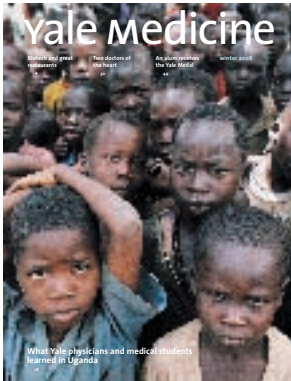 Yale Medicine
Biotech and great
restaurants
Two doctors of
the heart
An alum receives
the Yale Medal
winter 2008
44
What Yale physicians and medical students
learned in Uganda